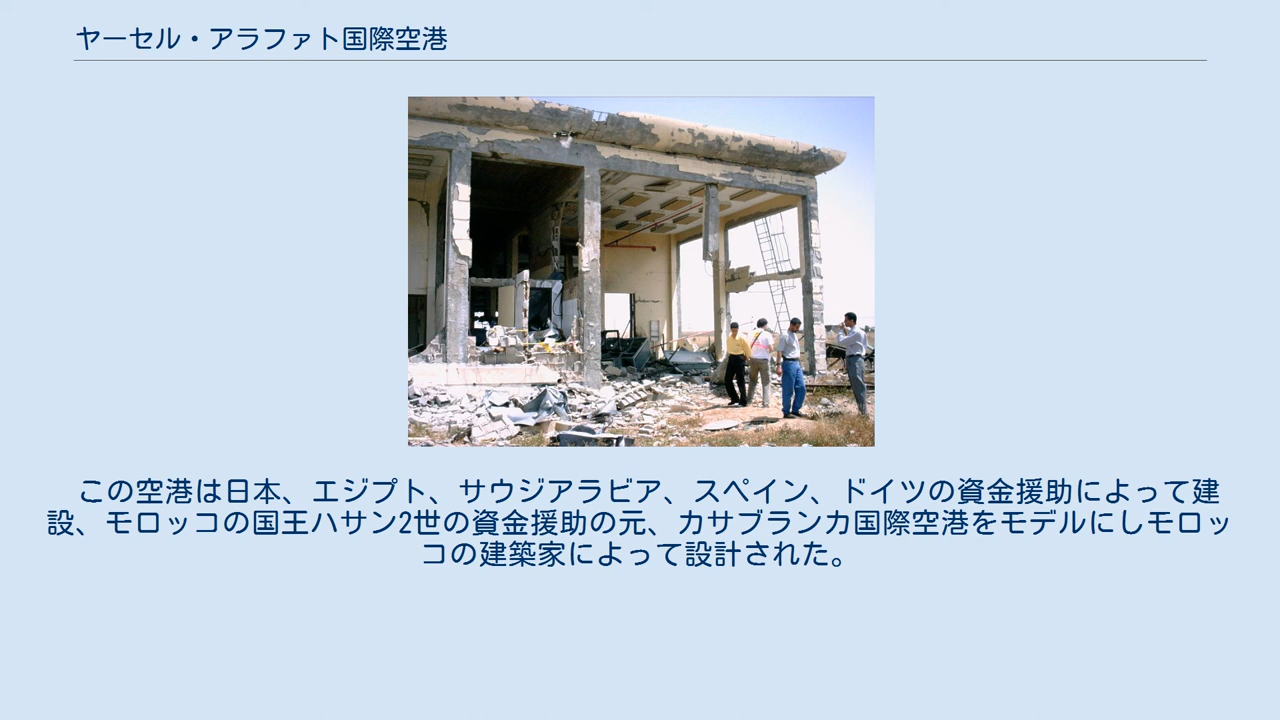 ヤーセル・アラファト国際空港
この空港は日本、エジプト、サウジアラビア、スペイン、ドイツの資金援助によって建
設、モロッコの国王ハサン2世の資金援助の元、カサブランカ国際空港をモデルにしモロッ
コの建築家によって設計された。